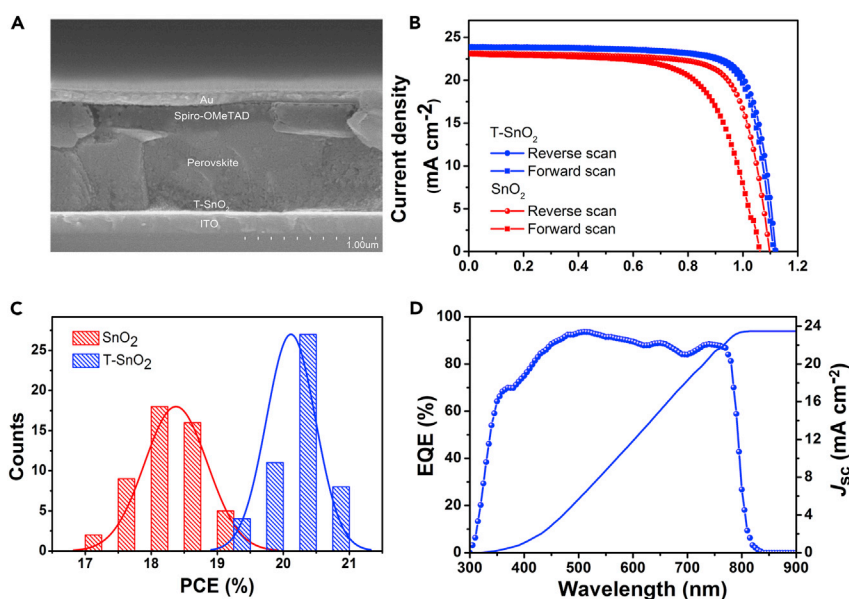 A
Au
Spiro-OMeTAD
Perovskite
T-SnO₂
ITO
1.00um
B
Current density
(mA cm⁻²)
25
20
15
10
5
0
T-SnO₂
Reverse scan
Forward scan
SnO₂
Reverse scan
Forward scan
0.0 0.2 0.4 0.6 0.8 1.0 1.2
C
Counts
25
20
15
10
5
0
SnO₂
T-SnO₂
17 18 19 20 21
PCE (%)
D
EQE (%)
100
80
60
40
20
0
24
20
16
12
8
4
0
Jsc (mA cm⁻²)
300 400 500 600 700 800 900
Wavelength (nm)